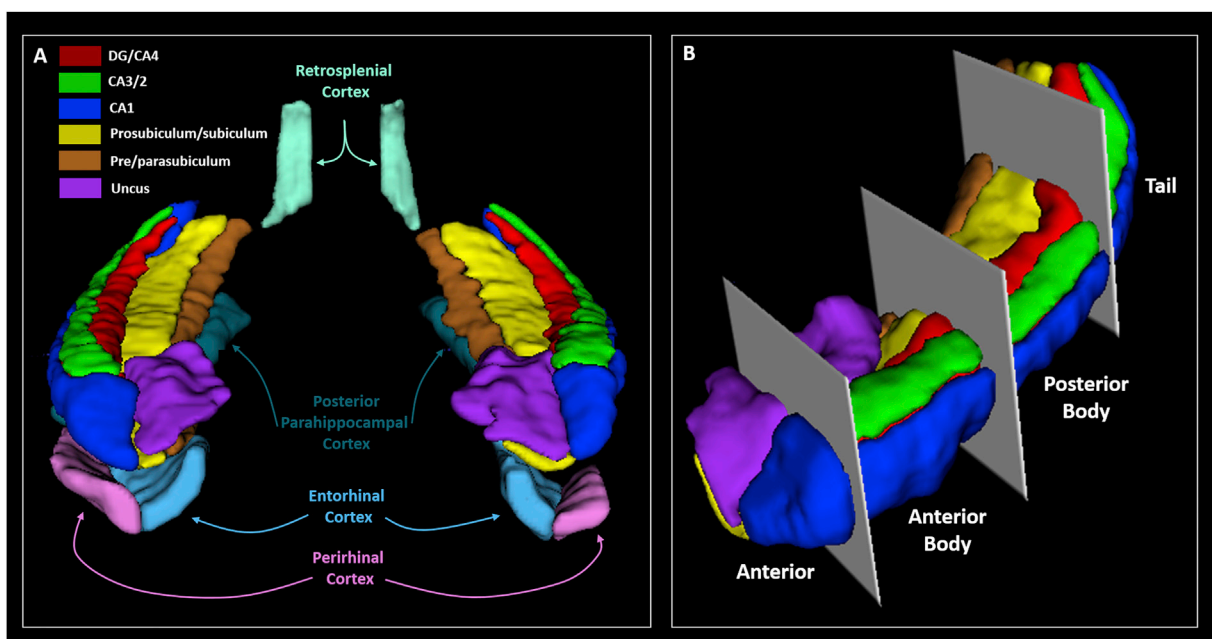 A
DG/CA4
CA3/2
CA1
Prosubiculum/subiculum
Pre/parasubiculum
Uncus
Retrosplenial
Cortex
Posterior
Parahippocampal
Cortex
Entorhinal
Cortex
Perirhinal
Cortex
B
Tail
Posterior
Body
Anterior
Body
Anterior